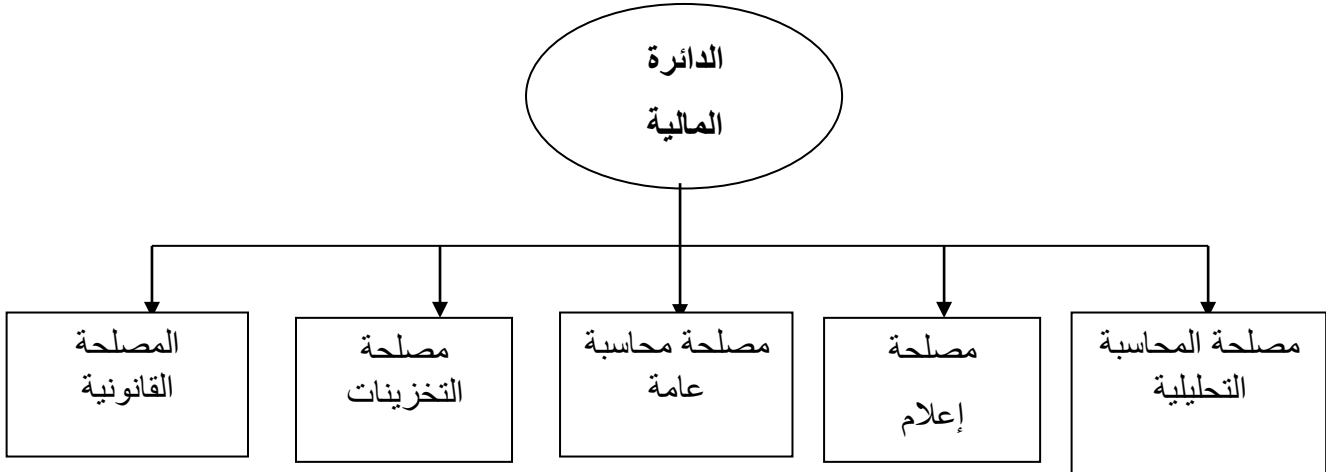 الدائرة
المالية
مصلحة المحاسبة
التحليلية
مصلحة
إعلام
مصلحة محاسبة
عامة
مصلحة
التخزينات
المصلحة
القانونية